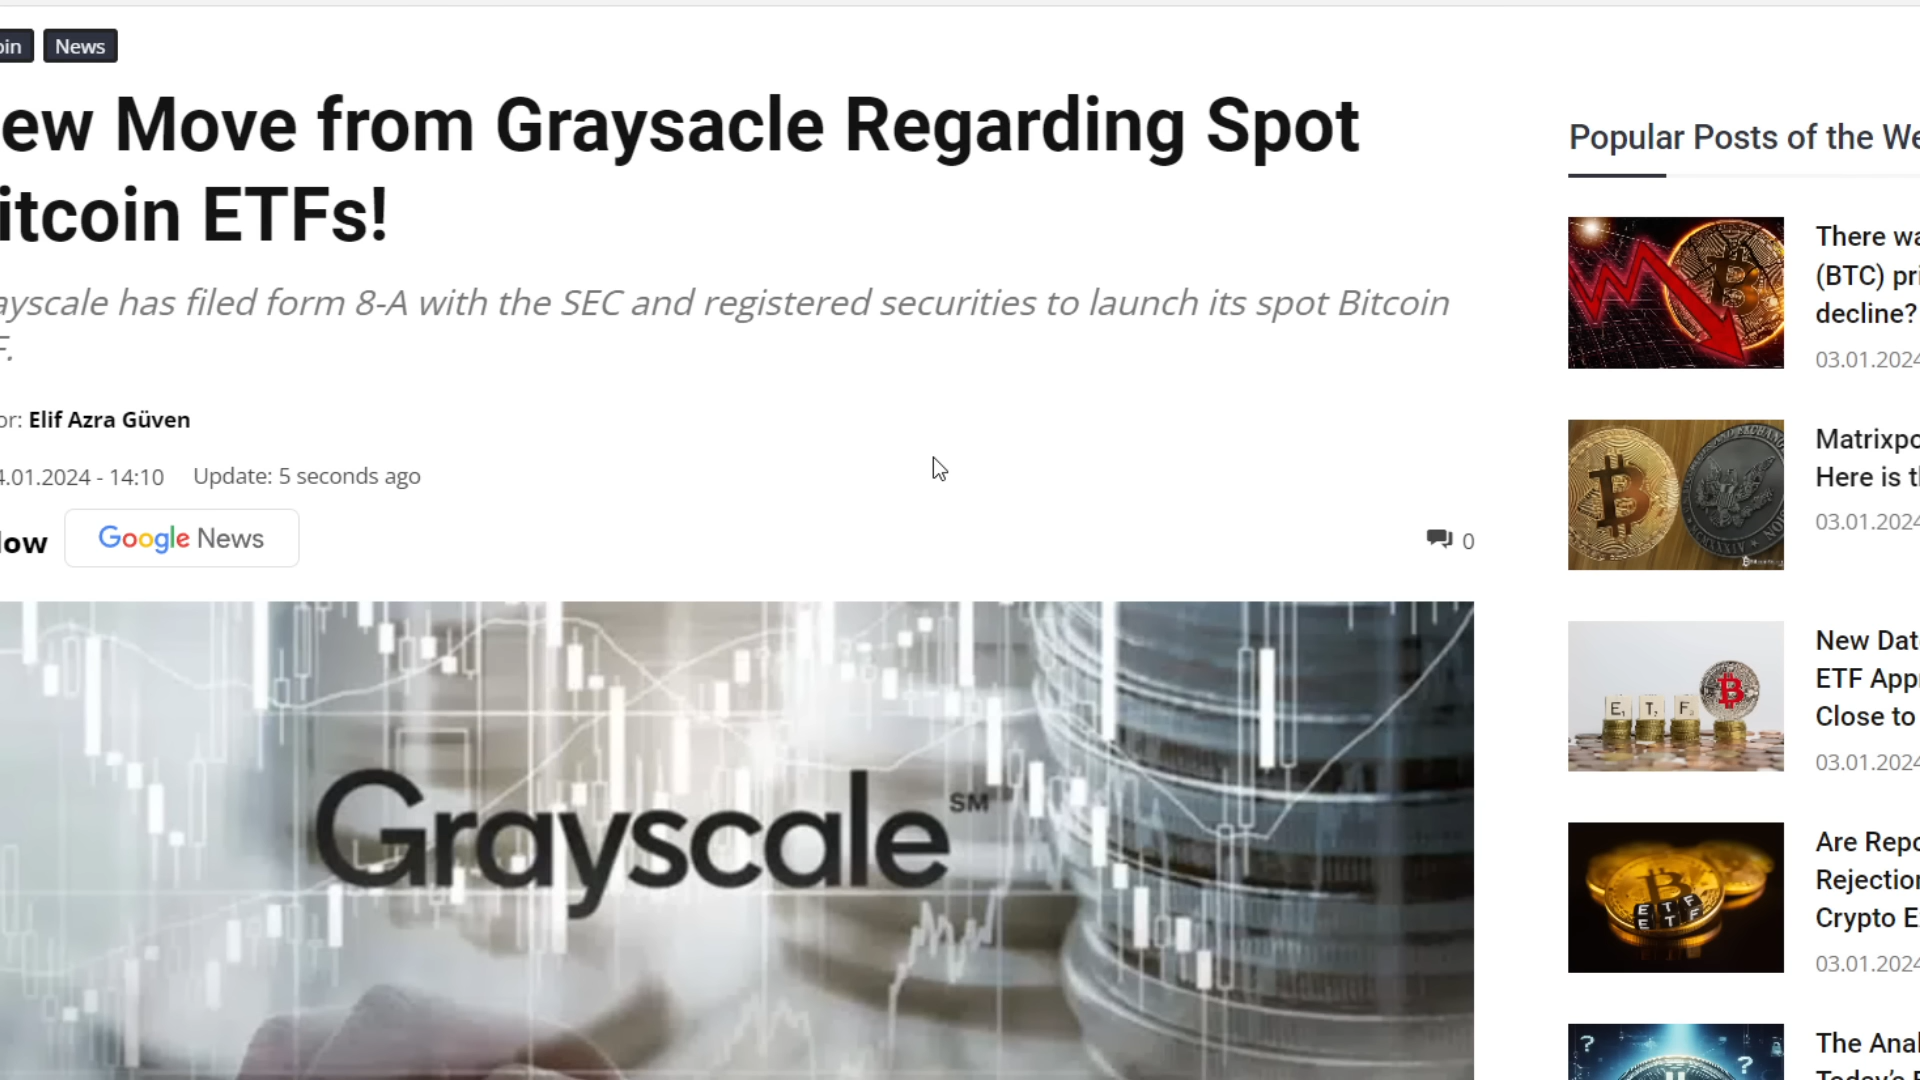 oin
News
ew Move from Graysacle Regarding Spot
itcoin ETFs!
ayscale has filed form 8-A with the SEC and registered securities to launch its spot Bitcoin
F.
or: Elif Azra Güven
4.01.2024 - 14:10 Update: 5 seconds ago
low
Google News
0
Grayscale SM
Popular Posts of the We
There wa
(BTC) pri
decline?
03.01.2024
Matrixpo
Here is t
03.01.2024
New Dat
ETF App
Close to
03.01.2024
E T F
Are Repo
Rejection
Crypto E
03.01.2024
E T F
E T F
The Anal
Today's